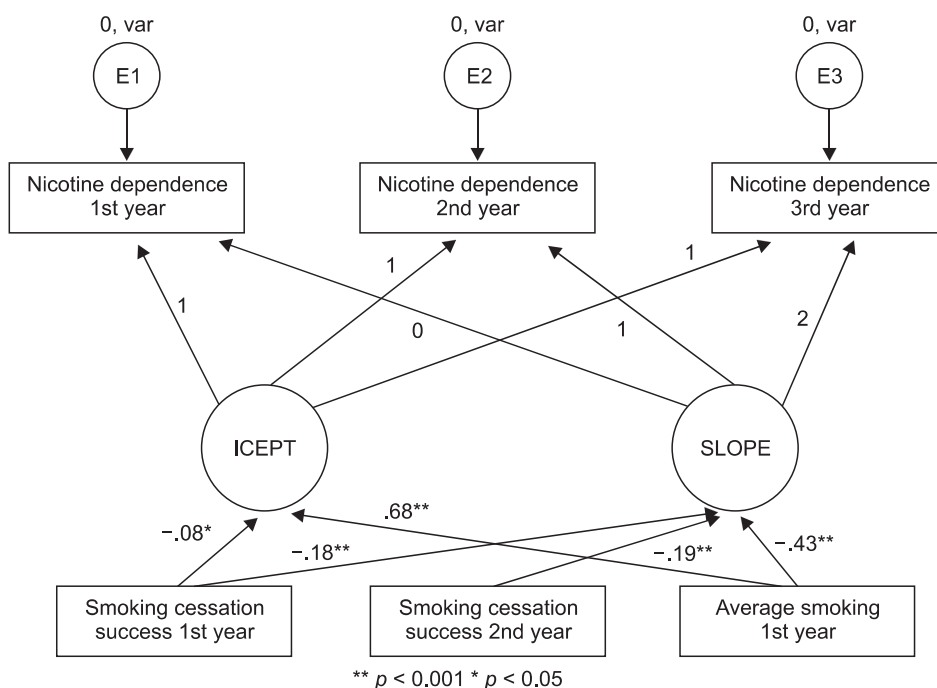 0, var
0, var
0, var
E1
E2
E3
Nicotine dependence
1st year
Nicotine dependence
2nd year
Nicotine dependence
3rd year
1
1
1
0
1
2
ICEPT
SLOPE
−.08*
.68**
−.18**
−.19**
−.43**
Smoking cessation
success 1st year
Smoking cessation
success 2nd year
Average smoking
1st year
** p < 0.001 * p < 0.05